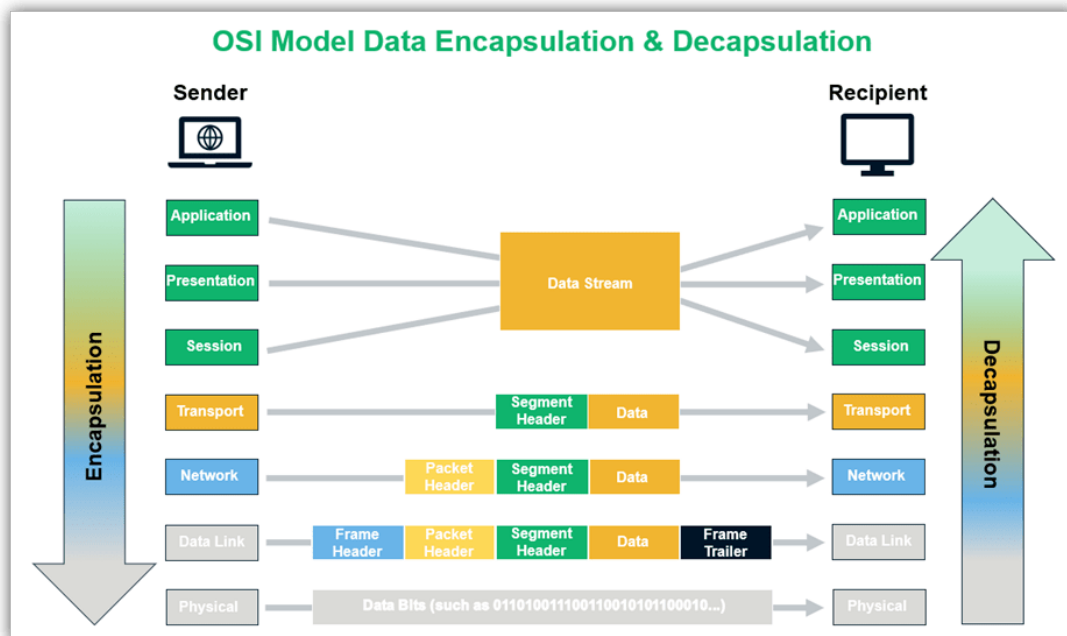 OSI Model Data Encapsulation & Decapsulation
Sender
Recipient
Application
Application
Presentation
Data Stream
Presentation
Session
Session
Encapsulation
Decapsulation
Transport
Segment
Header
Data
Transport
Network
Packet
Header
Segment
Header
Data
Network
Data Link
Frame
Header
Packet
Header
Segment
Header
Data
Frame
Trailer
Data Link
Physical
Data Bits (such as 011010011100110010101100010...)
Physical